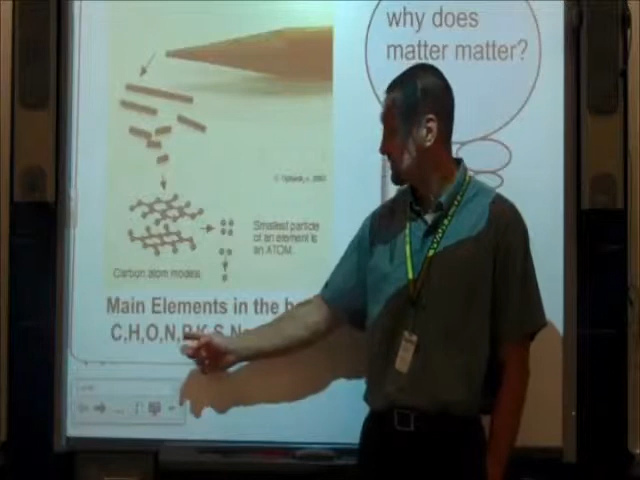 why does
matter matter?
Smallest particle
of an element is
an ATOM.
Carbon atom models
Main Elements in the
C,H,O,N,P,K,S,